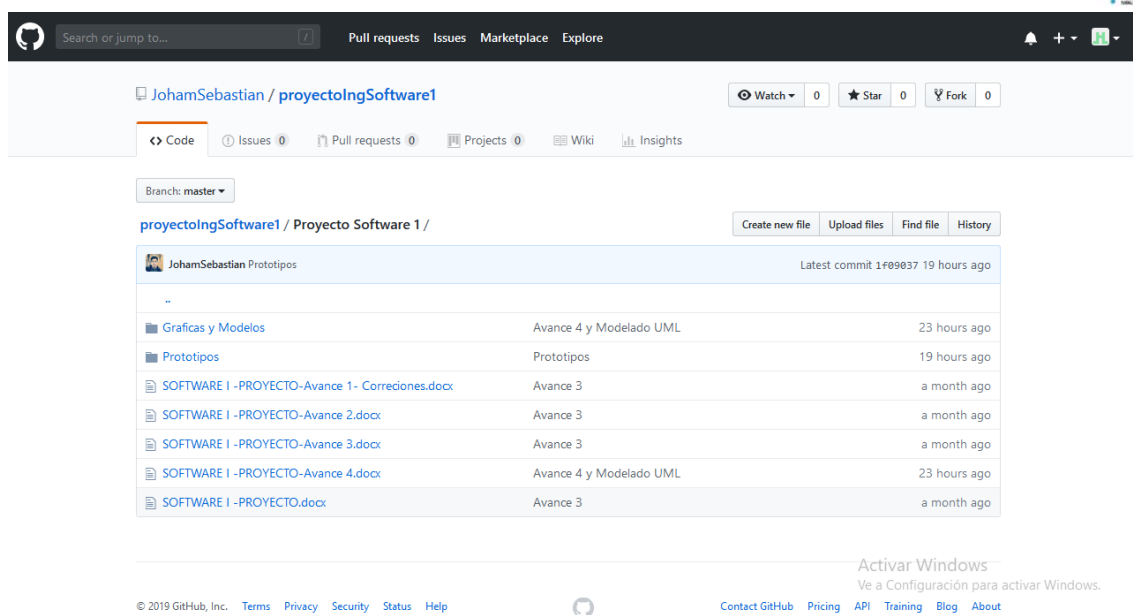 Search or jump to... / Pull requests Issues Marketplace Explore
JohamSebastian / proyectoIngSoftware1 Watch 0 Star 0 Fork 0
Code Issues 0 Pull requests 0 Projects 0 Wiki Insights
Branch: master
proyectoIngSoftware1 / Proyecto Software 1 / Create new file Upload files Find file History
JohamSebastian Prototipos Latest commit 1f09037 19 hours ago
..
Graficas y Modelos Avance 4 y Modelado UML 23 hours ago
Prototipos Prototipos 19 hours ago
SOFTWARE I -PROYECTO-Avance 1- Correciones.docx Avance 3 a month ago
SOFTWARE I -PROYECTO-Avance 2.docx Avance 3 a month ago
SOFTWARE I -PROYECTO-Avance 3.docx Avance 3 a month ago
SOFTWARE I -PROYECTO-Avance 4.docx Avance 4 y Modelado UML 23 hours ago
SOFTWARE I -PROYECTO.docx Avance 3 a month ago
Activar Windows
Ve a Configuración para activar Windows.
© 2019 GitHub, Inc. Terms Privacy Security Status Help Contact GitHub Pricing API Training Blog About